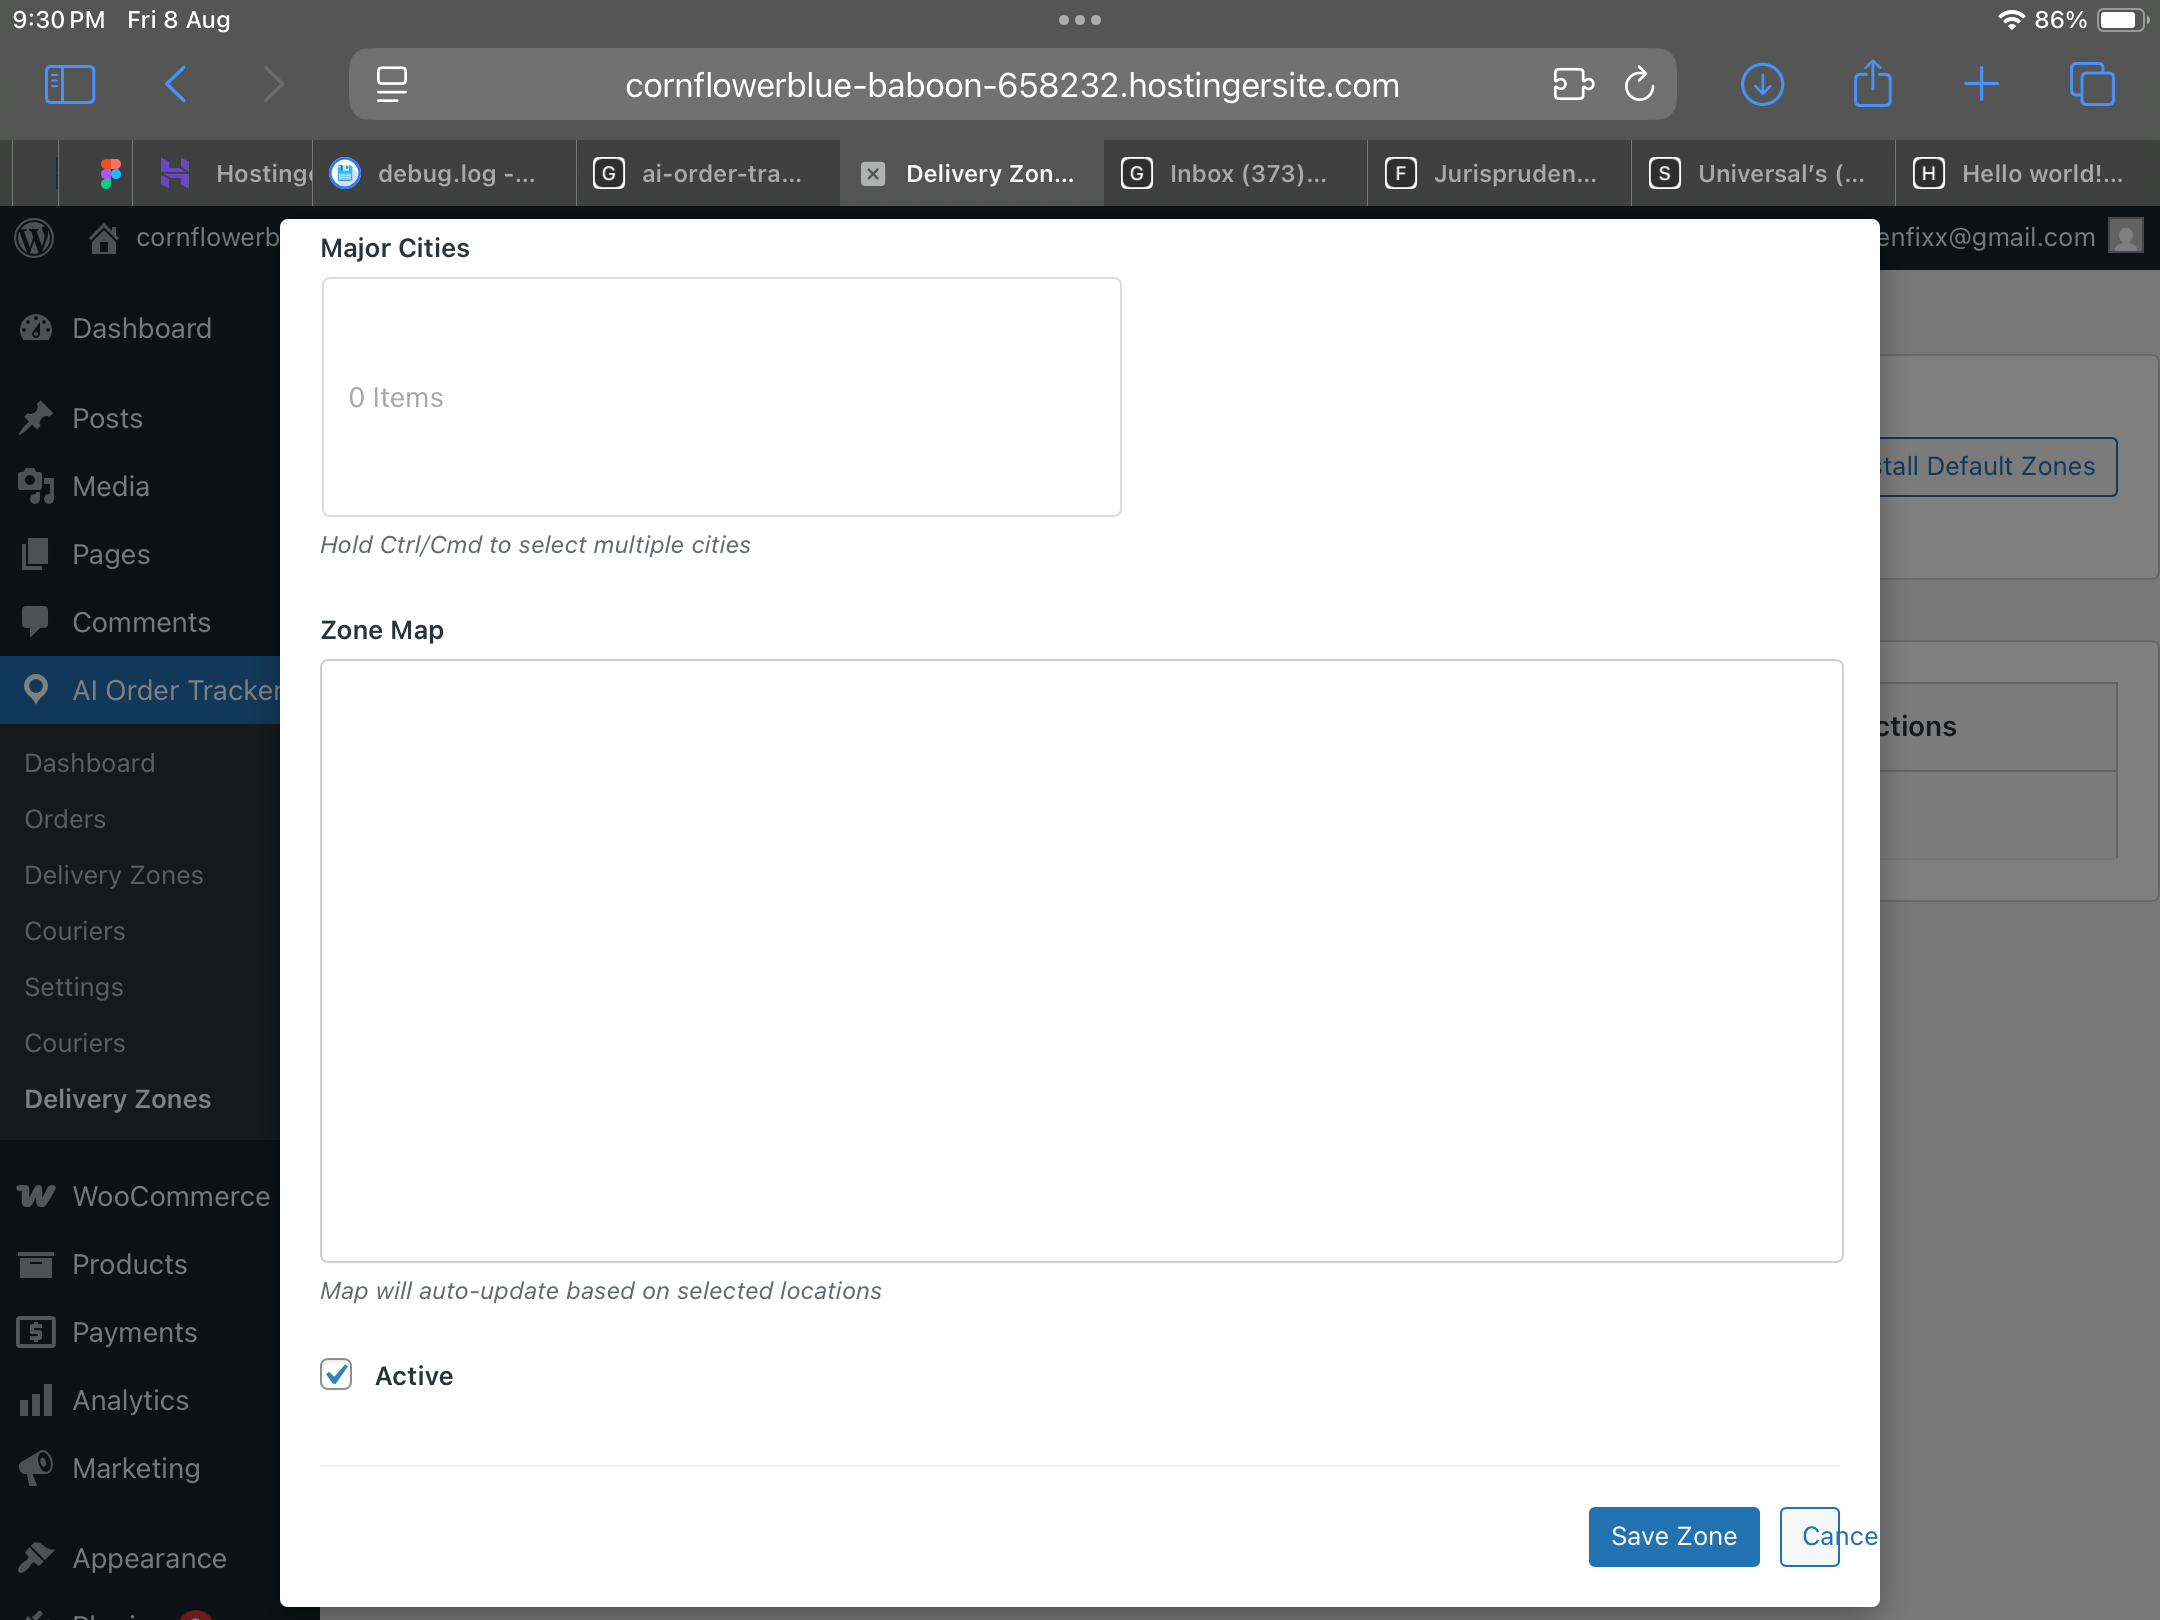 9:30 PM Fri 8 Aug
86%
cornflowerblue-baboon-658232.hostingersite.com
Hosting
debug.log -...
G ai-order-tra...
Delivery Zon...
G Inbox (373)...
F Jurispruden...
S Universal's (...
H Hello world!...
cornflowerb
enfixx@gmail.com
Dashboard
Posts
Media
Pages
Comments
AI Order Tracker
Dashboard
Orders
Delivery Zones
Couriers
Settings
Couriers
Delivery Zones
WooCommerce
Products
Payments
Analytics
Marketing
Appearance
Major Cities
0 Items
Hold Ctrl/Cmd to select multiple cities
Zone Map
Map will auto-update based on selected locations
Active
Save Zone
Cance
tall Default Zones
ctions